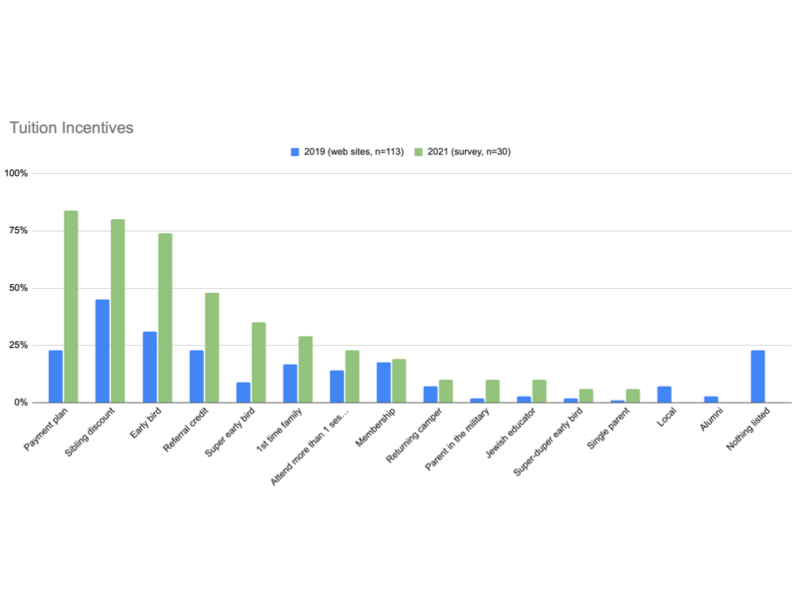 Tuition Incentives
2019 (web sites, n=113)
2021 (survey, n=30)
100%
75%
50%
25%
0%
Payment plan
Sibling discount
Early bird
Referral credit
Super early bird
1st time family
Attend more than 1 ses…
Membership
Returning camper
Parent in the military
Jewish educator
Super-duper early bird
Single parent
Local
Alumni
Nothing listed